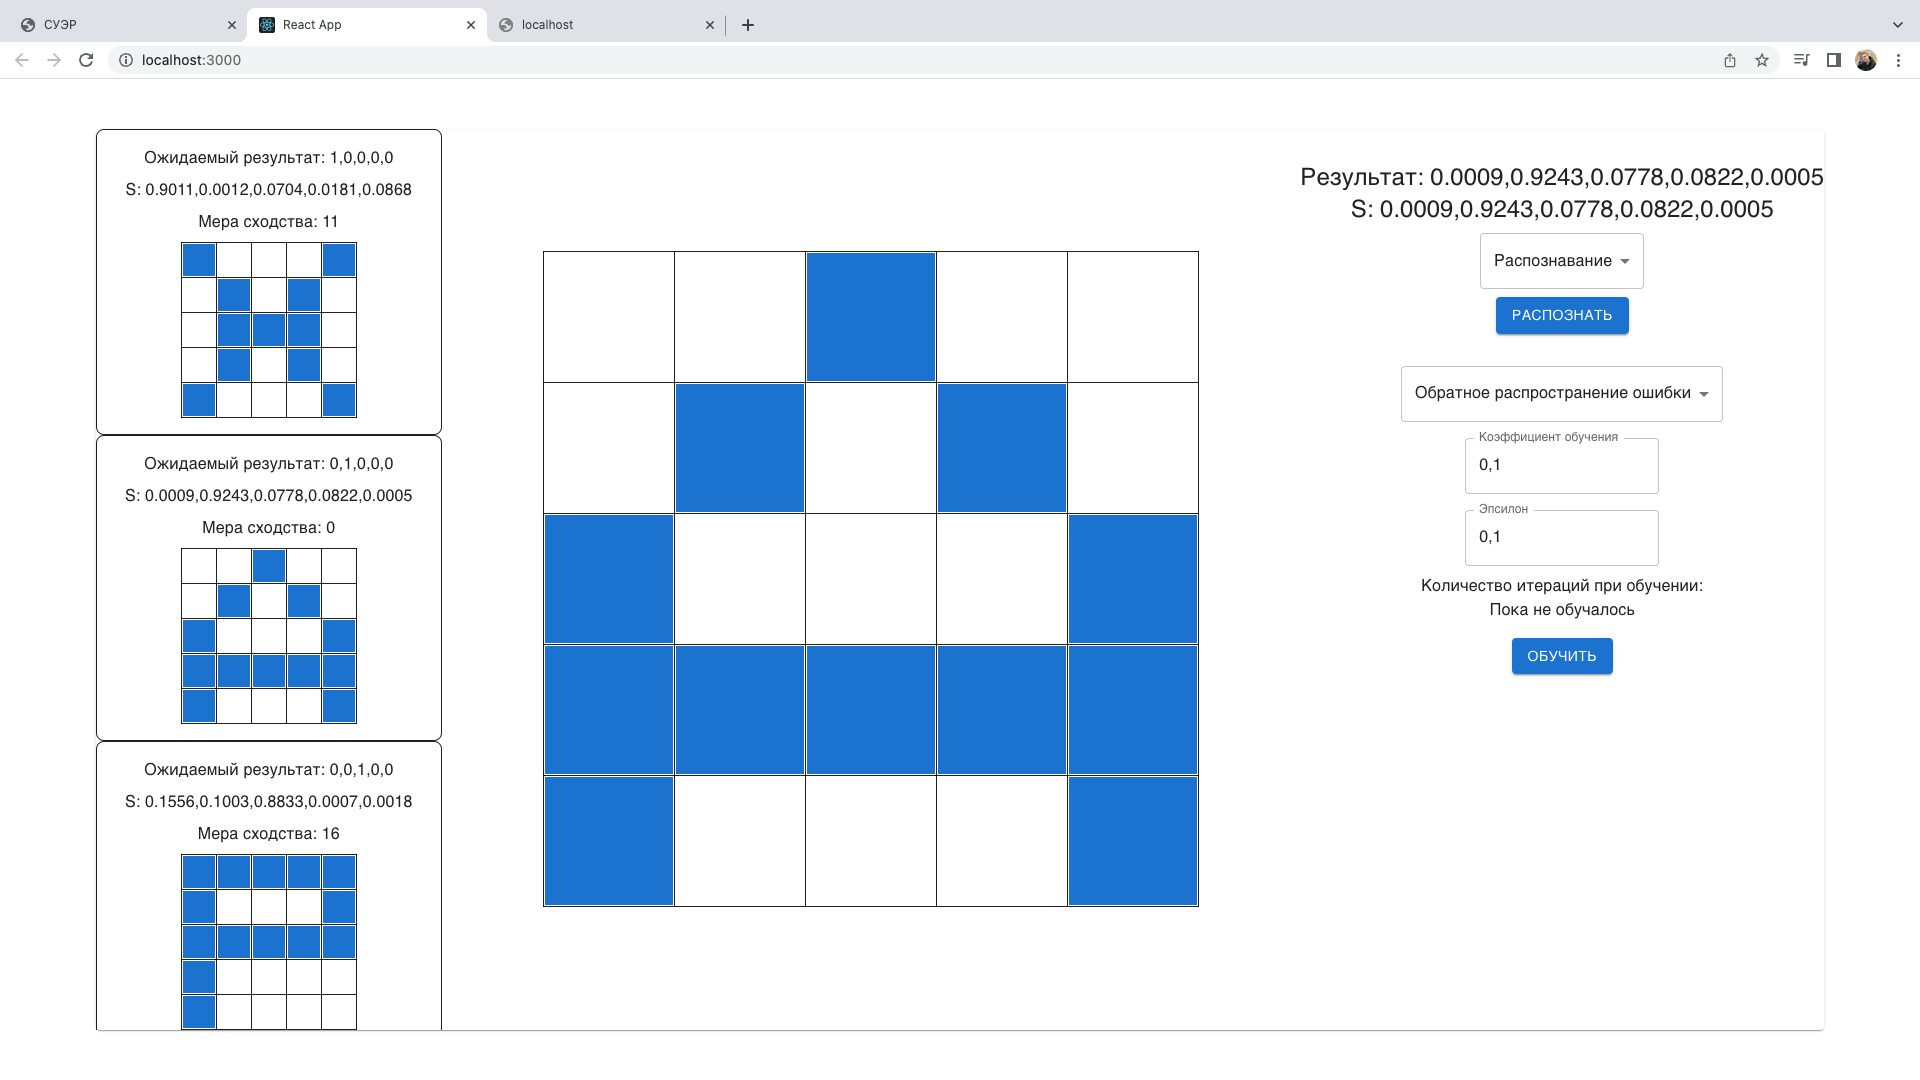 СУЭР
React App
localhost
localhost:3000
Ожидаемый результат: 1,0,0,0,0
S: 0.9011,0.0012,0.0704,0.0181,0.0868
Мера сходства: 11
Ожидаемый результат: 0,1,0,0,0
S: 0.0009,0.9243,0.0778,0.0822,0.0005
Мера сходства: 0
Ожидаемый результат: 0,0,1,0,0
S: 0.1556,0.1003,0.8833,0.0007,0.0018
Мера сходства: 16
Результат: 0.0009,0.9243,0.0778,0.0822,0.0005
S: 0.0009,0.9243,0.0778,0.0822,0.0005
Распознавание
РАСПОЗНАТЬ
Обратное распространение ошибки
Коэффициент обучения
0,1
Эпсилон
0,1
Количество итераций при обучении:
Пока не обучалось
ОБУЧИТЬ